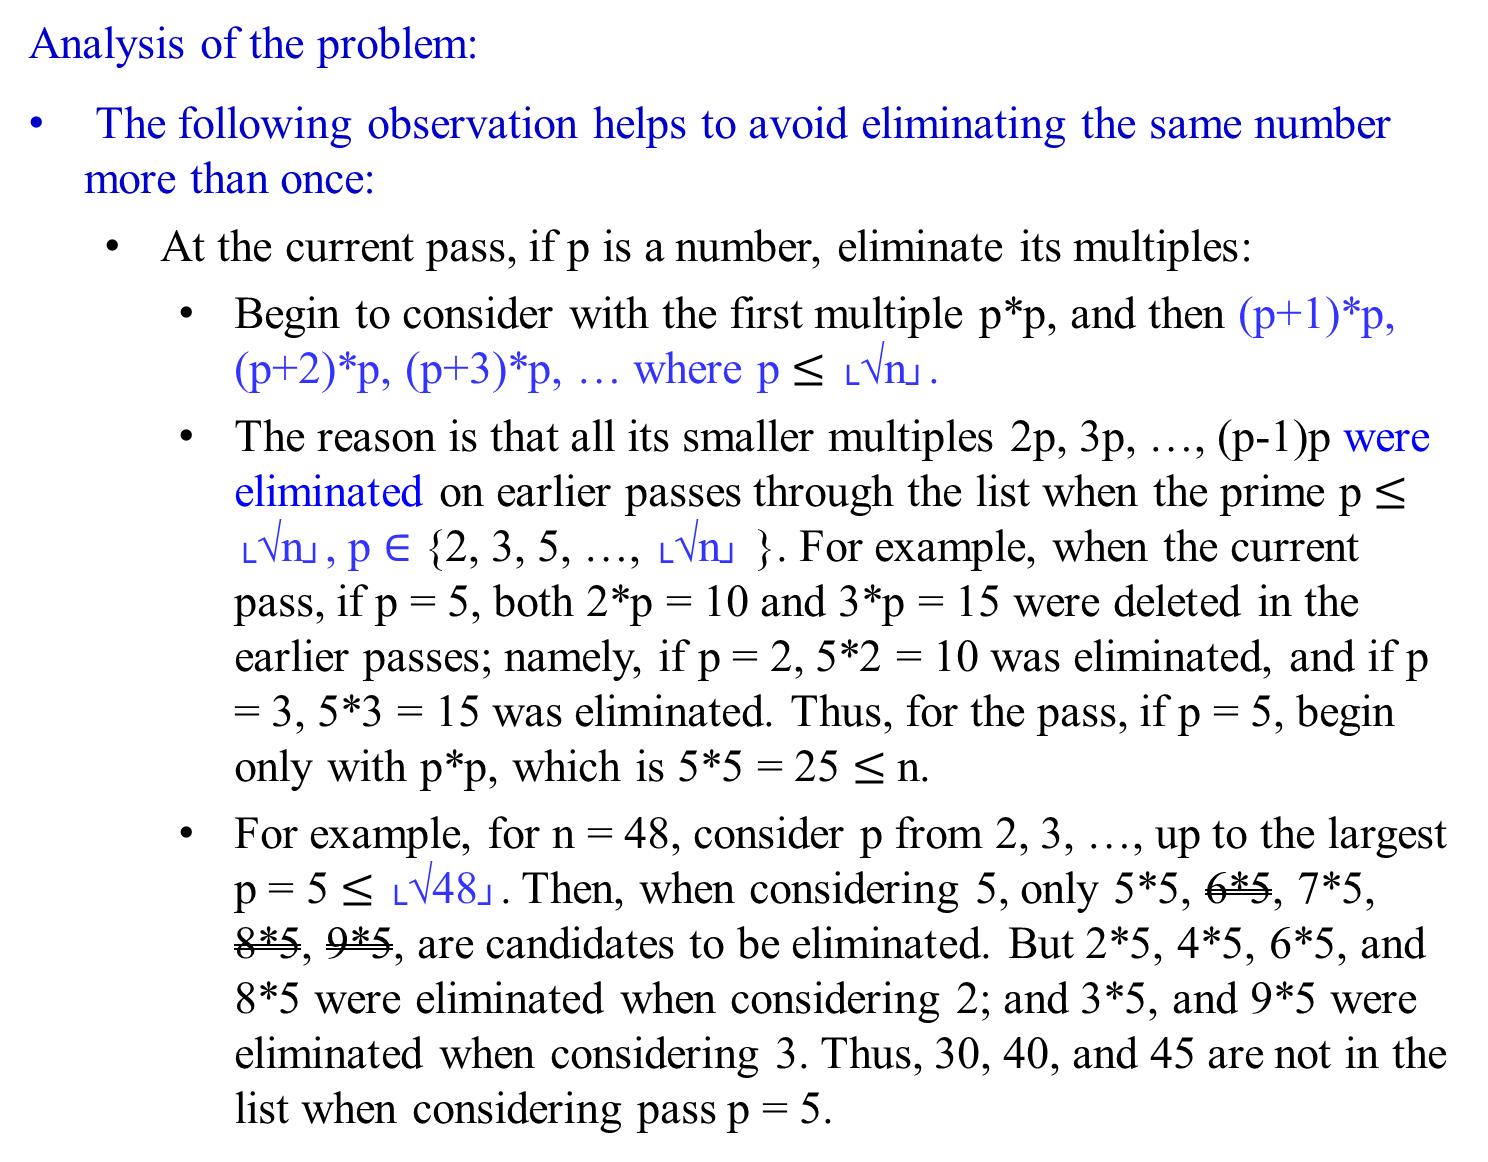 Analysis of the problem:
• The following observation helps to avoid eliminating the same number
more than once:
• At the current pass, if p is a number, eliminate its multiples:
• Begin to consider with the first multiple p*p, and then (p+1)*p,
(p+2)*p, (p+3)*p, … where p ≤ ⌞√n⌟.
• The reason is that all its smaller multiples 2p, 3p, …, (p-1)p were
eliminated on earlier passes through the list when the prime p ≤
⌞√n⌟, p ∈ {2, 3, 5, …, ⌞√n⌟ }. For example, when the current
pass, if p = 5, both 2*p = 10 and 3*p = 15 were deleted in the
earlier passes; namely, if p = 2, 5*2 = 10 was eliminated, and if p
= 3, 5*3 = 15 was eliminated. Thus, for the pass, if p = 5, begin
only with p*p, which is 5*5 = 25 ≤ n.
• For example, for n = 48, consider p from 2, 3, …, up to the largest
p = 5 ≤ ⌞√48⌟. Then, when considering 5, only 5*5, 6*5, 7*5,
8*5, 9*5, are candidates to be eliminated. But 2*5, 4*5, 6*5, and
8*5 were eliminated when considering 2; and 3*5, and 9*5 were
eliminated when considering 3. Thus, 30, 40, and 45 are not in the
list when considering pass p = 5.